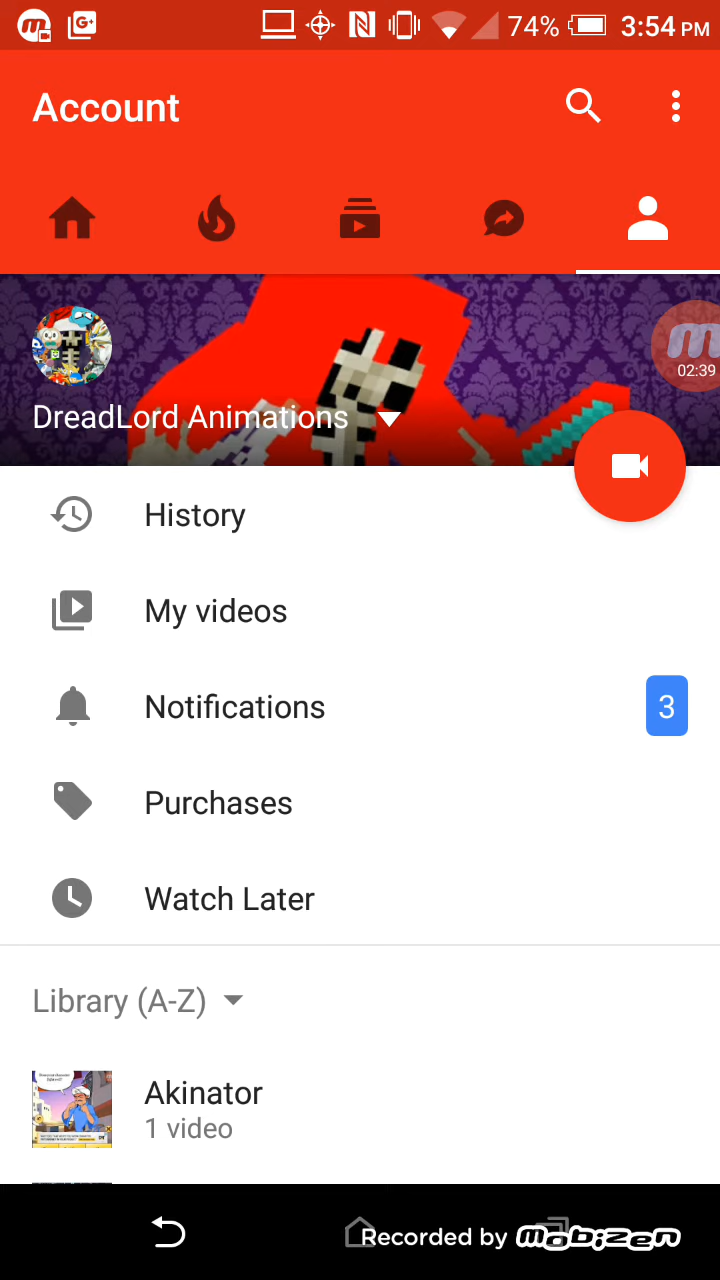 74% 3:54 PM
Account
02:39
DreadLord Animations
History
My videos
Notifications
3
Purchases
Watch Later
Library (A-Z)
Akinator
1 video
Recorded by mobizen